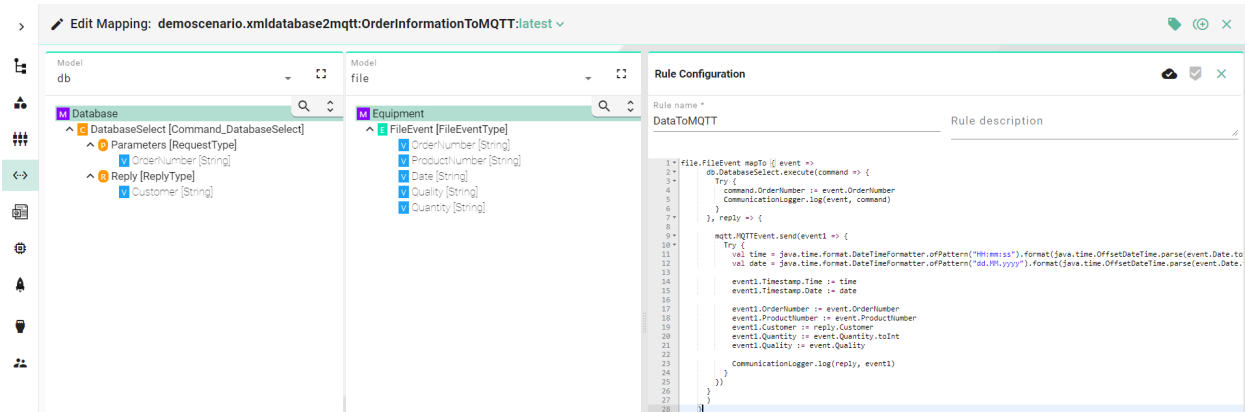 Edit Mapping: demoscenario.xmldatabase2mqtt:OrderInformationToMQTT:latest
Model
db
M Database
C DatabaseSelect [Command_DatabaseSelect]
P Parameters [RequestType]
V OrderNumber [String]
R Reply [ReplyType]
V Customer [String]
Model
file
M Equipment
E FileEvent [FileEventType]
V OrderNumber [String]
V ProductNumber [String]
V Date [String]
V Quality [String]
V Quantity [String]
Rule Configuration
Rule name *
DataToMQTT
Rule description
1 file.FileEvent mapTo { event =>
2 db.DatabaseSelect.execute(command => {
3 Try {
4 command.OrderNumber := event.OrderNumber
5 CommunicationLogger.log(event, command)
6 }
7 }, reply => {
8
9 mqtt.MQTTEvent.send(event1 => {
10 Try {
11 val time = java.time.format.DateTimeFormatter.ofPattern("HH:mm:ss").format(java.time.OffsetDateTime.parse(event.Date.to
12 val date = java.time.format.DateTimeFormatter.ofPattern("dd.MM.yyyy").format(java.time.OffsetDateTime.parse(event.Date.
13
14 event1.Timestamp.Time := time
15 event1.Timestamp.Date := date
16
17 event1.OrderNumber := event.OrderNumber
18 event1.ProductNumber := event.ProductNumber
19 event1.Customer := reply.Customer
20 event1.Quantity := event.Quantity.toInt
21 event1.Quality := event.Quality
22
23 CommunicationLogger.log(reply, event1)
24 }
25 })
26 }
27 )
28 }